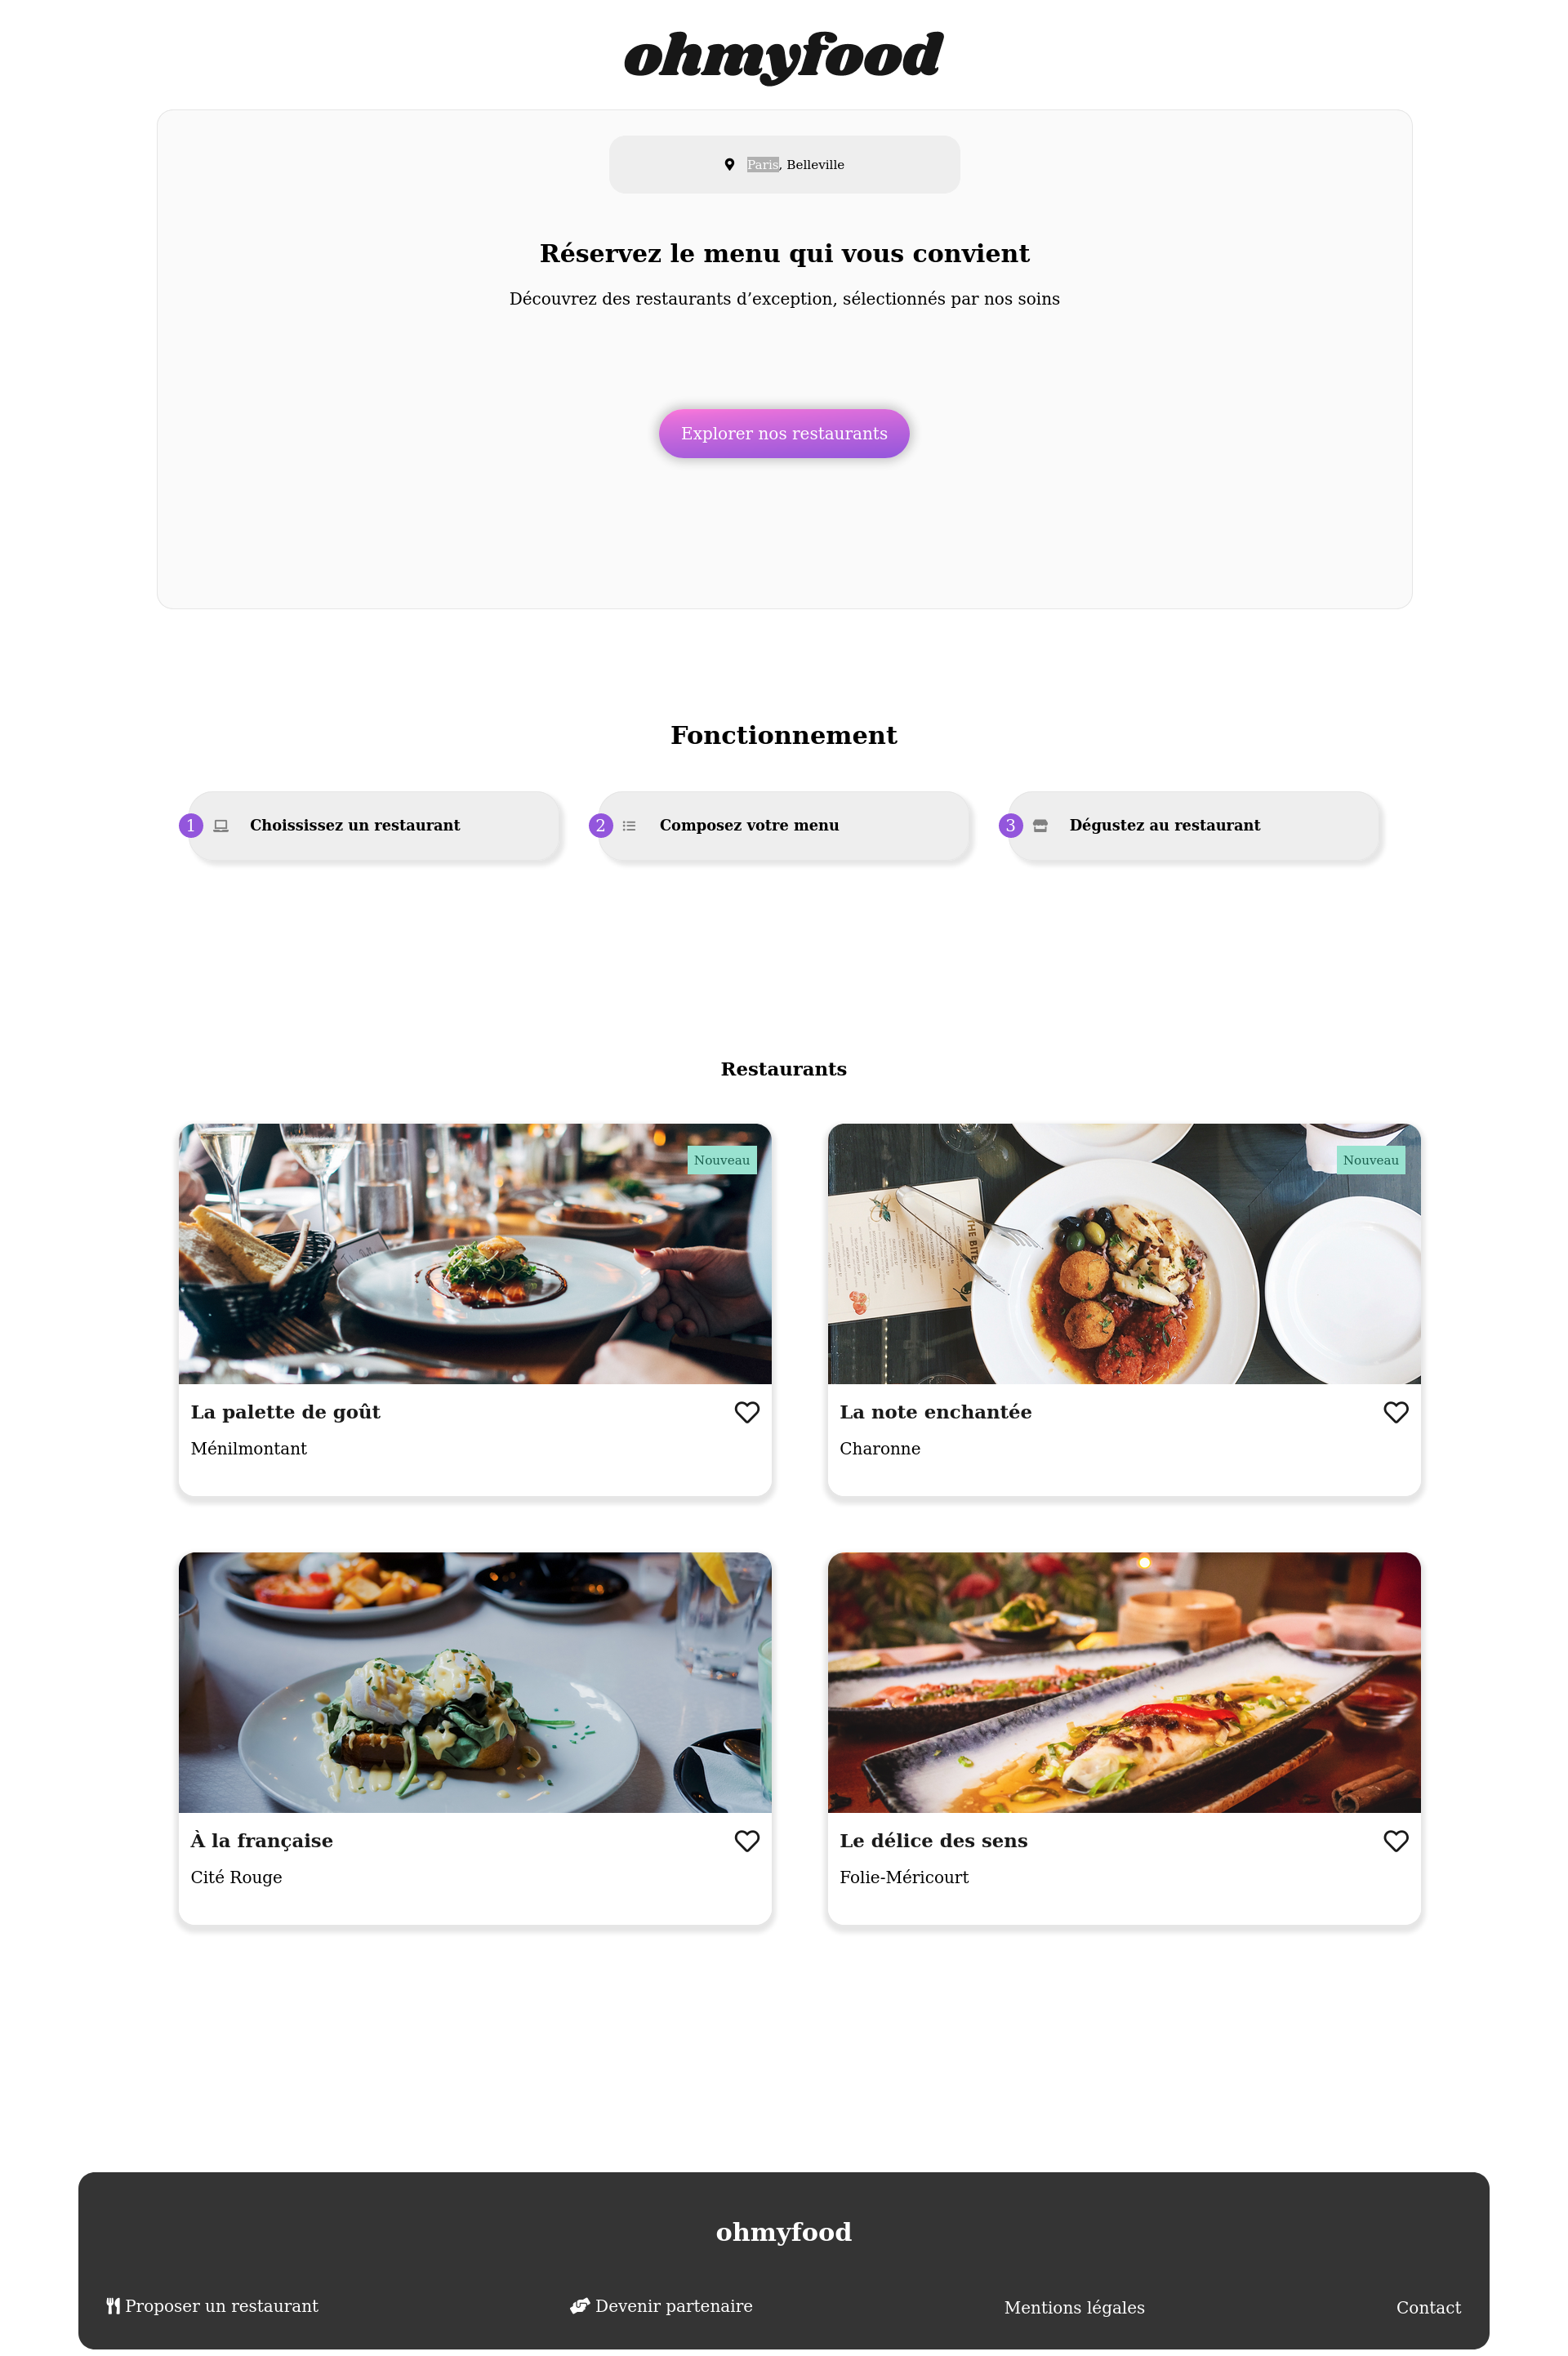 ohmyfood
Paris, Belleville
Réservez le menu qui vous convient
Découvrez des restaurants d’exception, sélectionnés par nos soins
Explorer nos restaurants
Fonctionnement
1 Choississez un restaurant
2 Composez votre menu
3 Dégustez au restaurant
Restaurants
Nouveau
La palette de goût
Ménilmontant
Nouveau
THE BITE
La note enchantée
Charonne
À la française
Cité Rouge
Le délice des sens
Folie-Méricourt
ohmyfood
Proposer un restaurant
Devenir partenaire
Mentions légales
Contact